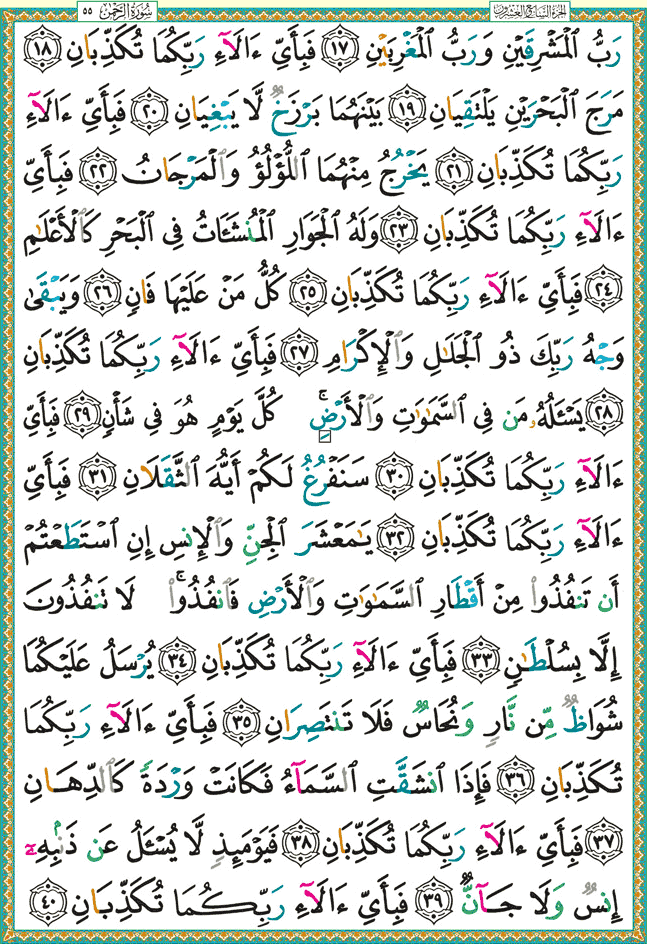 الجزء السابع والعشرون سورة الرحمن ٥٥
رَبُّ ٱلْمَشْرِقَيْنِ وَرَبُّ ٱلْمَغْرِبَيْنِ ١٧ فَبِأَيِّ ءَالَآءِ رَبِّكُمَا تُكَذِّبَانِ ١٨
مَرَجَ ٱلْبَحْرَيْنِ يَلْتَقِيَانِ ١٩ بَيْنَهُمَا بَرْزَخٌ لَّا يَبْغِيَانِ ٢٠ فَبِأَيِّ ءَالَآءِ
رَبِّكُمَا تُكَذِّبَانِ ٢١ يَخْرُجُ مِنْهُمَا ٱللُّؤْلُؤُ وَٱلْمَرْجَانُ ٢٢ فَبِأَيِّ
ءَالَآءِ رَبِّكُمَا تُكَذِّبَانِ ٢٣ وَلَهُ ٱلْجَوَارِ ٱلْمُنشَـَٔاتُ فِى ٱلْبَحْرِ كَٱلْأَعْلَٰمِ
٢٤ فَبِأَيِّ ءَالَآءِ رَبِّكُمَا تُكَذِّبَانِ ٢٥ كُلُّ مَنْ عَلَيْهَا فَانٍ ٢٦ وَيَبْقَىٰ
وَجْهُ رَبِّكَ ذُو ٱلْجَلَٰلِ وَٱلْإِكْرَامِ ٢٧ فَبِأَيِّ ءَالَآءِ رَبِّكُمَا تُكَذِّبَانِ
٢٨ يَسْـَٔلُهُۥ مَن فِى ٱلسَّمَٰوَٰتِ وَٱلْأَرْضِ ۚ كُلَّ يَوْمٍ هُوَ فِى شَأْنٍ ٢٩ فَبِأَيِّ
ءَالَآءِ رَبِّكُمَا تُكَذِّبَانِ ٣٠ سَنَفْرُغُ لَكُمْ أَيُّهَ ٱلثَّقَلَانِ ٣١ فَبِأَيِّ
ءَالَآءِ رَبِّكُمَا تُكَذِّبَانِ ٣٢ يَٰمَعْشَرَ ٱلْجِنِّ وَٱلْإِنسِ إِنِ ٱسْتَطَعْتُمْ
أَن تَنفُذُوا۟ مِنْ أَقْطَارِ ٱلسَّمَٰوَٰتِ وَٱلْأَرْضِ فَٱنفُذُوا۟ ۚ لَا تَنفُذُونَ
إِلَّا بِسُلْطَٰنٍ ٣٣ فَبِأَيِّ ءَالَآءِ رَبِّكُمَا تُكَذِّبَانِ ٣٤ يُرْسَلُ عَلَيْكُمَا
شُوَاظٌ مِّن نَّارٍ وَنُحَاسٌ فَلَا تَنتَصِرَانِ ٣٥ فَبِأَيِّ ءَالَآءِ رَبِّكُمَا
تُكَذِّبَانِ ٣٦ فَإِذَا ٱنشَقَّتِ ٱلسَّمَآءُ فَكَانَتْ وَرْدَةً كَٱلدِّهَانِ
٣٧ فَبِأَيِّ ءَالَآءِ رَبِّكُمَا تُكَذِّبَانِ ٣٨ فَيَوْمَئِذٍ لَّا يُسْـَٔلُ عَن ذَنۢبِهِۦٓ
إِنسٌ وَلَا جَآنٌّ ٣٩ فَبِأَيِّ ءَالَآءِ رَبِّكُمَا تُكَذِّبَانِ ٤٠